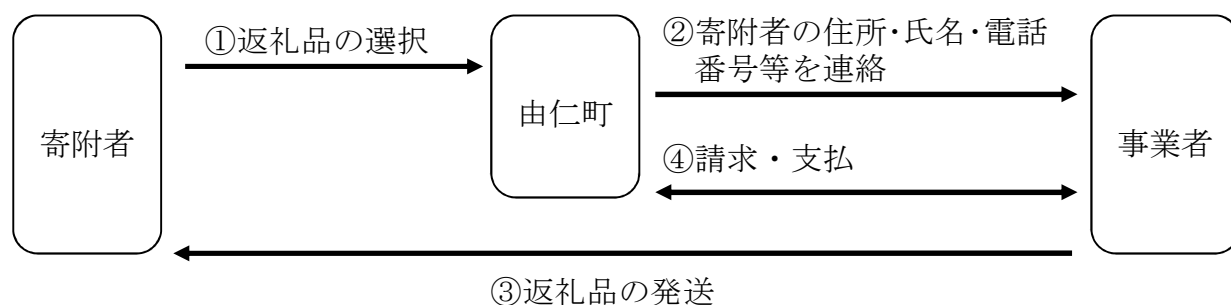 ①返礼品の選択
②寄附者の住所・氏名・電話
番号等を連絡
寄附者
由仁町
事業者
④請求・支払
③返礼品の発送